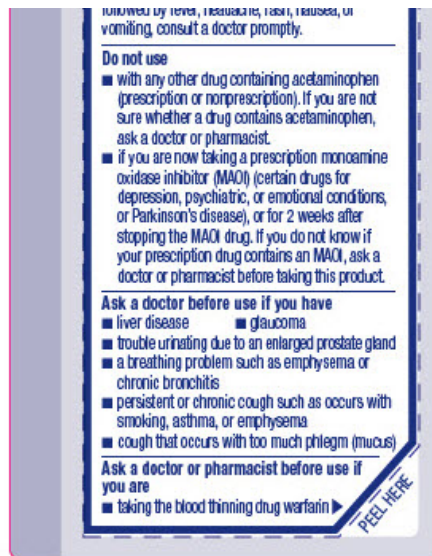 followed by fever, headache, rash, nausea, or
vomiting, consult a doctor promptly.
Do not use
■ with any other drug containing acetaminophen
(prescription or nonprescription). If you are not
sure whether a drug contains acetaminophen,
ask a doctor or pharmacist.
■ if you are now taking a prescription monoamine
oxidase inhibitor (MAOI) (certain drugs for
depression, psychiatric, or emotional conditions,
or Parkinson's disease), or for 2 weeks after
stopping the MAOI drug. If you do not know if
your prescription drug contains an MAOI, ask a
doctor or pharmacist before taking this product.
Ask a doctor before use if you have
■ liver disease ■ glaucoma
■ trouble urinating due to an enlarged prostate gland
■ a breathing problem such as emphysema or
chronic bronchitis
■ persistent or chronic cough such as occurs with
smoking, asthma, or emphysema
■ cough that occurs with too much phlegm (mucus)
Ask a doctor or pharmacist before use if
you are
■ taking the blood thinning drug warfarin ▶
PEEL HERE